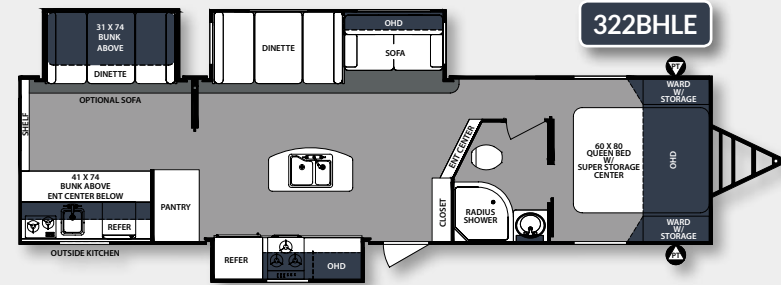 322BHLE
31 X 74
BUNK
ABOVE
DINETTE
OPTIONAL SOFA
DINETTE
OHD
SOFA
PT
WARD
W/
STORAGE
SHELF
ENT CENTER
60 X 80
QUEEN BED
W/
SUPER STORAGE
CENTER
OHD
41 X 74
BUNK ABOVE
ENT CENTER BELOW
REFER
PANTRY
CLOSET
RADIUS
SHOWER
WARD
W/
STORAGE
PT
OUTSIDE KITCHEN
REFER
OHD